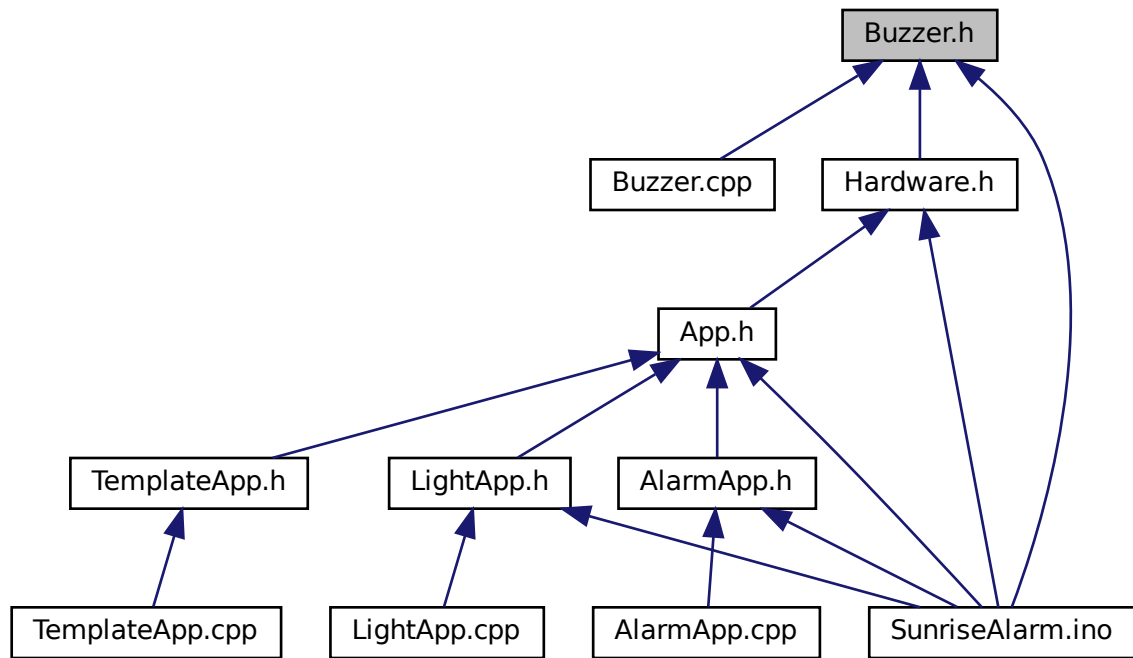 Buzzer.h
Buzzer.cpp
Hardware.h
App.h
TemplateApp.h
LightApp.h
AlarmApp.h
TemplateApp.cpp
LightApp.cpp
AlarmApp.cpp
SunriseAlarm.ino